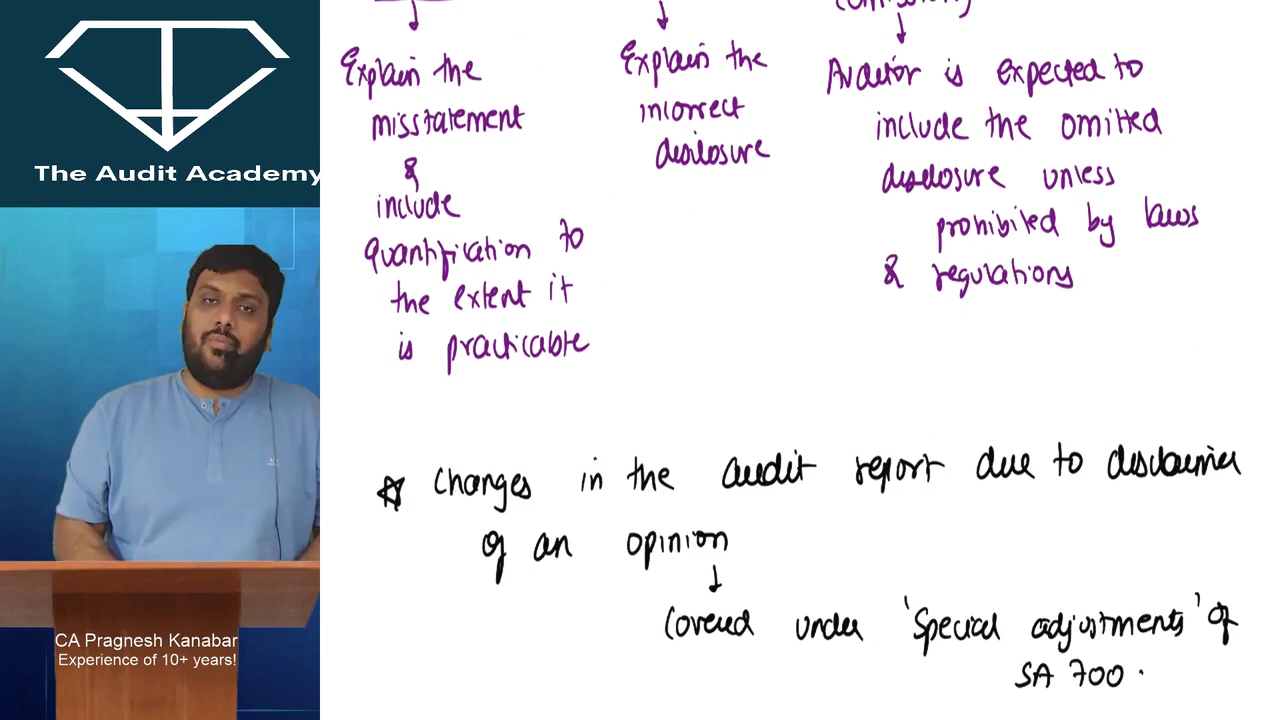 The Audit Academy
Explain the
misstatement
&
include
quantification to
the extent it
is practicable
Explain the
incorrect
disclosure
Auditor is expected to
include the omitted
disclosure unless
prohibited by laws
& regulations
☆ Changes in the audit report due to disclaimer
of an opinion
↓
Covered under 'Special adjustments' of
SA 700.
CA Pragnesh Kanabar
Experience of 10+ years!